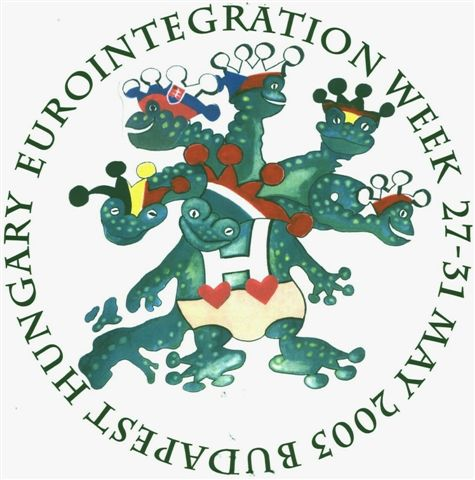 HUNGARY EUROINTEGRATION WEEK 27-31 MAY 2003 BUDAPEST
H